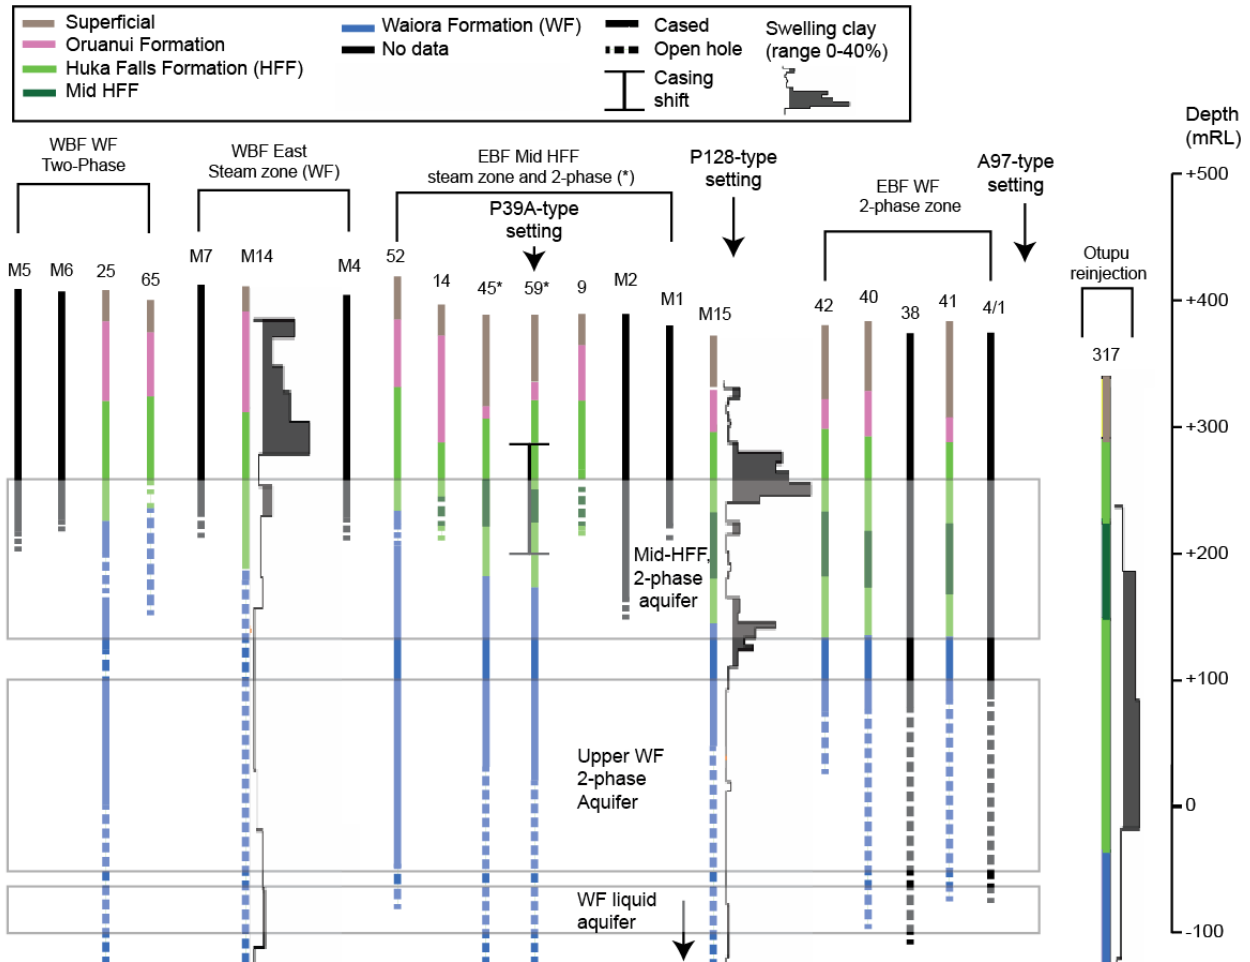 Superficial
Oruanui Formation
Huka Falls Formation (HFF)
Mid HFF
Waiora Formation (WF)
No data
Cased
Open hole
Casing
shift
Swelling clay
(range 0-40%)
Depth
(mRL)
WBF WF
Two-Phase
WBF East
Steam zone (WF)
EBF Mid HFF
steam zone and 2-phase (*)
P39A-type
setting
P128-type
setting
EBF WF
2-phase zone
A97-type
setting
Otupu
reinjection
M5
M6
25
65
M7
M14
M4
52
14
45*
59*
9
M2
M1
M15
42
40
38
41
4/1
317
+500
+400
+300
+200
+100
0
-100
Mid-HFF,
2-phase
aquifer
Upper WF
2-phase
Aquifer
WF liquid
aquifer